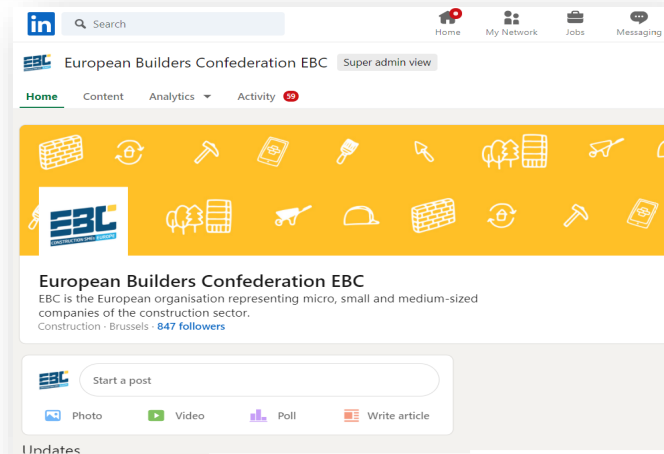 in
Search
Home
My Network
Jobs
Messaging
EBC
European Builders Confederation EBC
Super admin view
Home
Content
Analytics
Activity
59
EBC
CONSTRUCTION SMEs EUROPE
European Builders Confederation EBC
EBC is the European organisation representing micro, small and medium-sized
companies of the construction sector.
Construction · Brussels · 847 followers
EBC
Start a post
Photo
Video
Poll
Write article
Updates